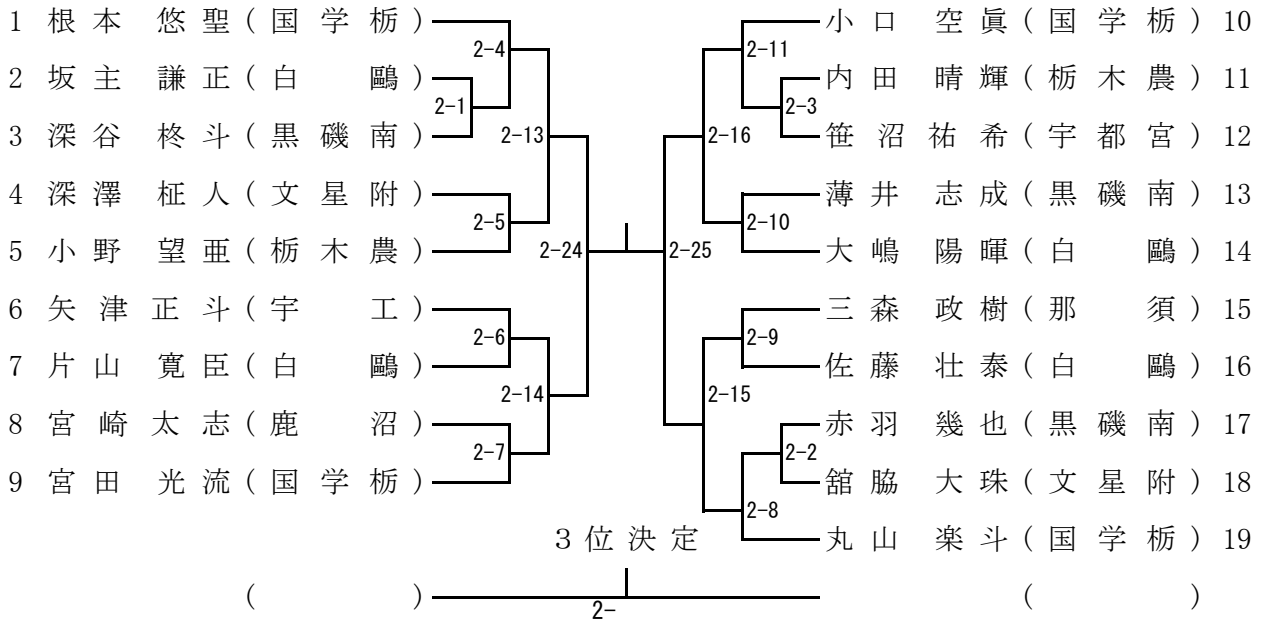 1 根本 悠聖(国学栃) 小口 空眞(国学栃) 10
2-4 2-11
2 坂主謙正(白 鷗) 内田晴輝(栃木農) 11
2-1 2-3
3 深谷柊斗(黒磯南) 2-13 2-16 笹沼祐希(宇都宮) 12
4 深澤柾人(文星附) 薄井志成(黒磯南) 13
2-5 2-10
5 小野望亜(栃木農) 2-24 2-25 大嶋陽暉(白 鷗) 14
6 矢津正斗(宇 工) 三森政樹(那 須) 15
2-6 2-9
7 片山寛臣(白 鷗) 佐藤壮泰(白 鷗) 16
2-14 2-15
8 宮崎太志(鹿 沼) 赤羽幾也(黒磯南) 17
2-7 2-2
9 宮田光流(国学栃) 舘脇大珠(文星附) 18
2-8
3位決定 丸山楽斗(国学栃) 19
( ) 2- ( )